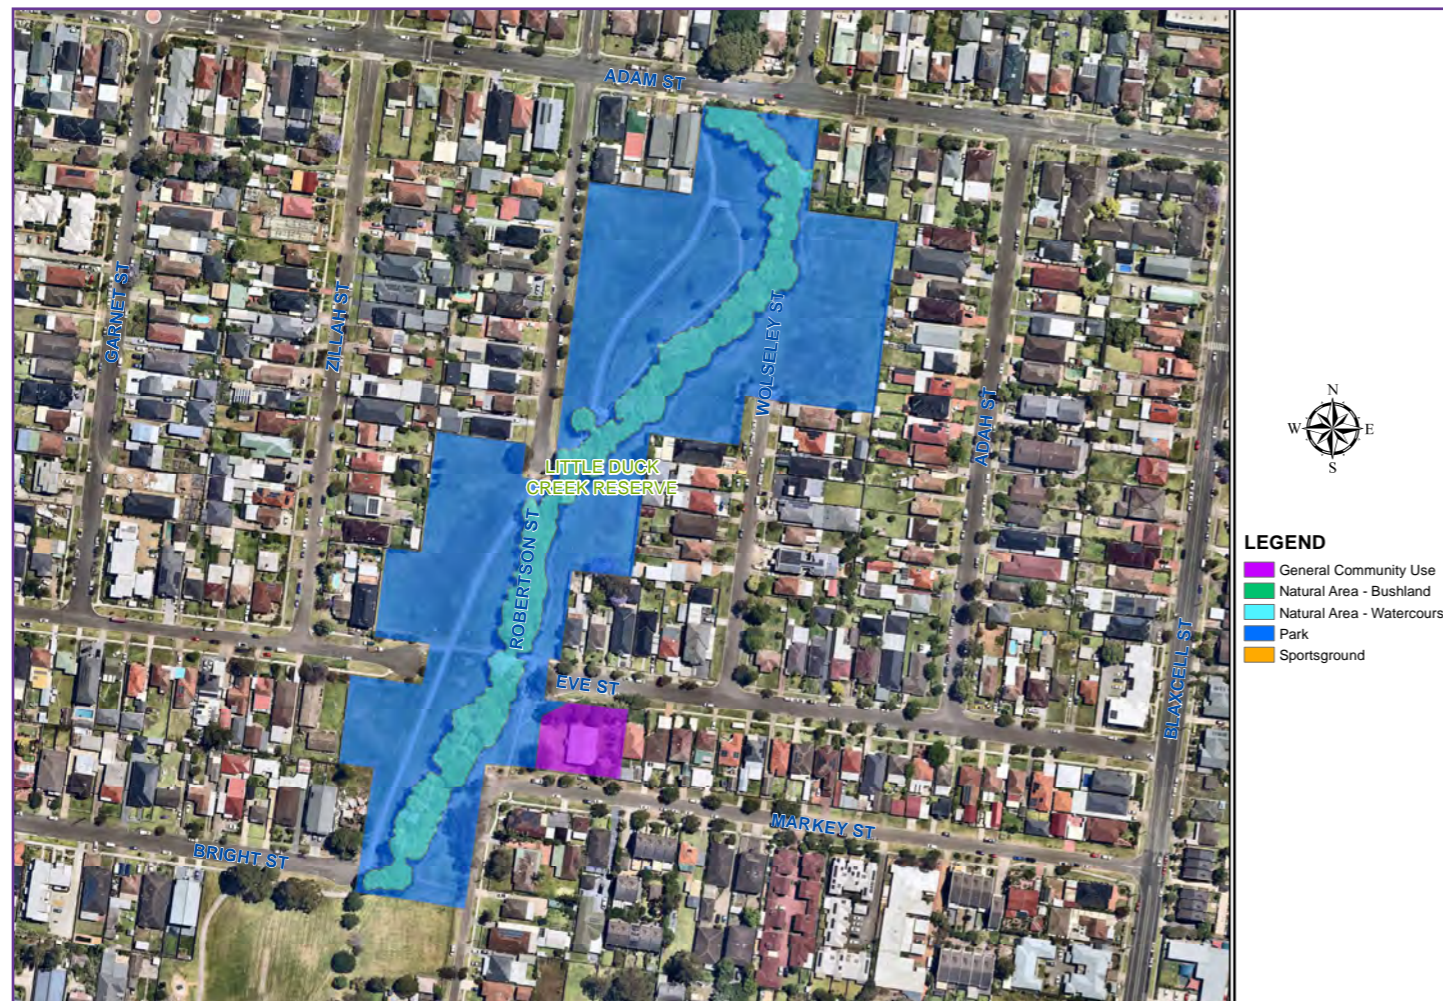 ADAM ST
GARNET ST
ZILLAH ST
WOLSELEY ST
ADAH ST
LITTLE DUCK
CREEK RESERVE
ROBERTSON ST
EVE ST
BLAXCELL ST
MARKEY ST
BRIGHT ST
N
W E
S
LEGEND
General Community Use
Natural Area - Bushland
Natural Area - Watercours
Park
Sportsground